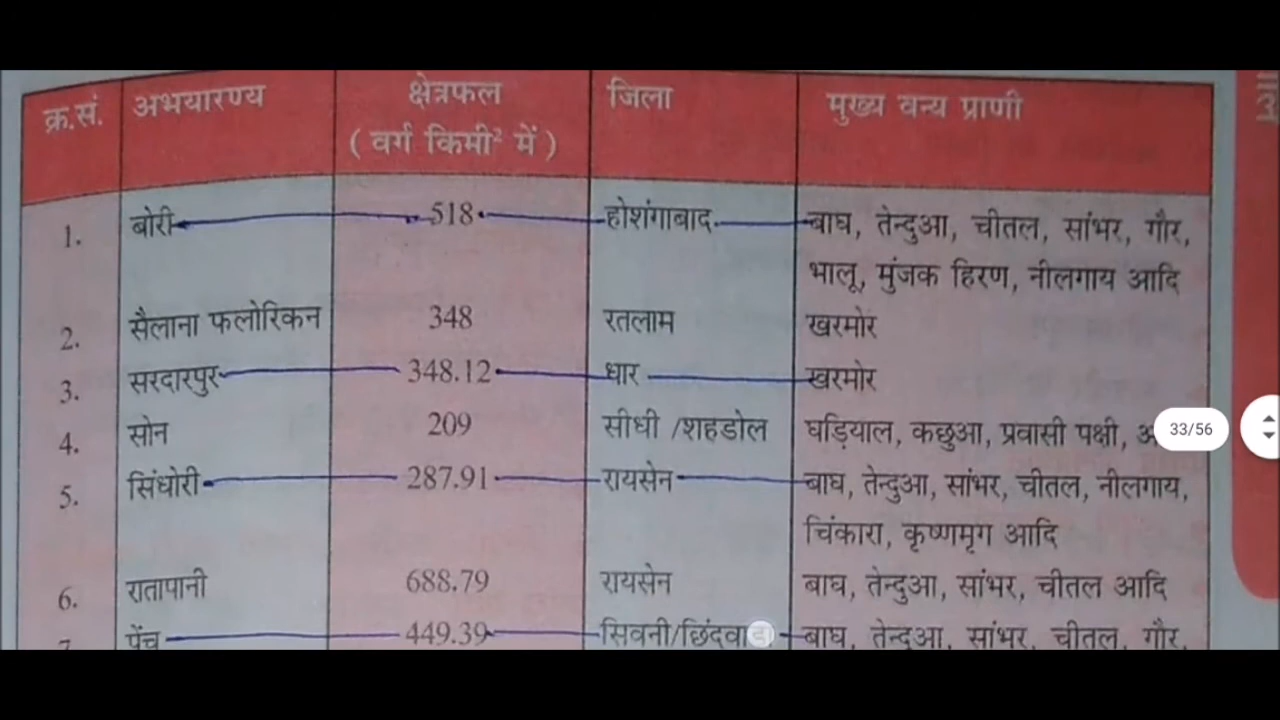 क्र.सं. अभयारण्य क्षेत्रफल जिला मुख्य वन्य प्राणी
( वर्ग किमी² में )
1. बोरी 518 होशंगाबाद बाघ, तेन्दुआ, चीतल, सांभर, गौर,
भालू, मुंजक हिरण, नीलगाय आदि
2. सैलाना फलोरिकन 348 रतलाम खरमोर
3. सरदारपुर 348.12 धार खरमोर
4. सोन 209 सीधी /शहडोल घड़ियाल, कछुआ, प्रवासी पक्षी,
33/56
5. सिंघोरी 287.91 रायसेन बाघ, तेन्दुआ, सांभर, चीतल, नीलगाय,
चिंकारा, कृष्णमृग आदि
6. रातापानी 688.79 रायसेन बाघ, तेन्दुआ, सांभर, चीतल आदि
7. पेंच 449.39 सिवनी/छिंदवाड़ा बाघ, तेन्दुआ, सांभर, चीतल, गौर,